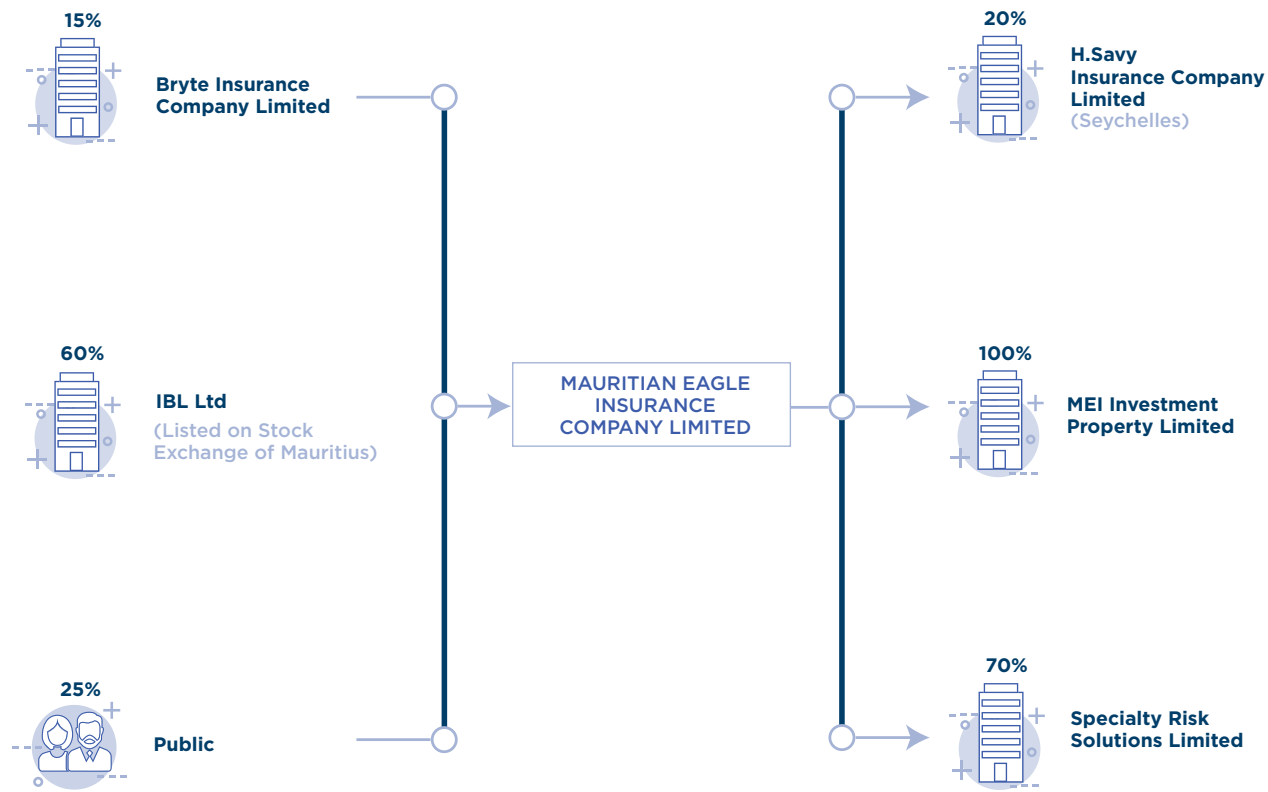 15%
Bryte Insurance
Company Limited
60%
IBL Ltd
(Listed on Stock
Exchange of Mauritius)
25%
Public
MAURITIAN EAGLE
INSURANCE
COMPANY LIMITED
20%
H.Savy
Insurance Company
Limited
(Seychelles)
100%
MEI Investment
Property Limited
70%
Specialty Risk
Solutions Limited